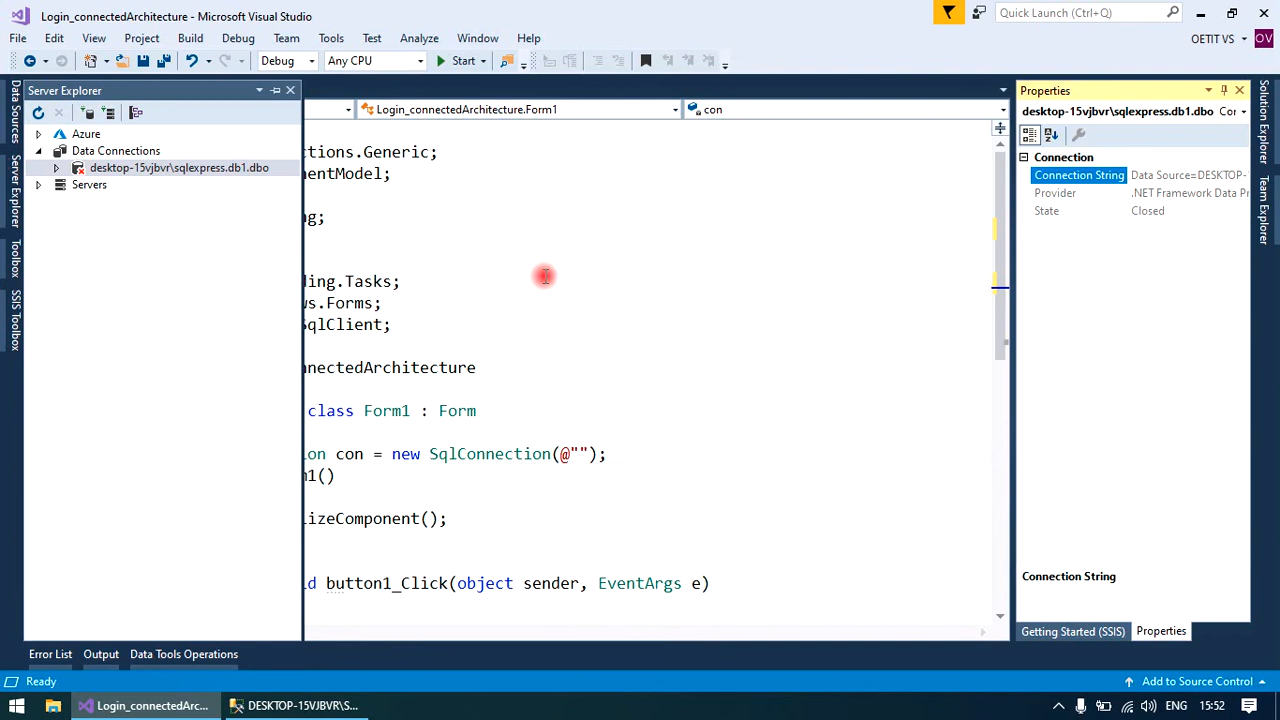 Login_connectedArchitecture - Microsoft Visual Studio
Quick Launch (Ctrl+Q)
File Edit View Project Build Debug Team Tools Test Analyze Window Help
OETIT VS OV
Debug Any CPU Start
Server Explorer
Azure
Data Connections
desktop-15vjbvr\sqlexpress.db1.dbo
Servers
Data Sources
Server Explorer
Toolbox
SSIS Toolbox
Login_connectedArchitecture.Form1 con
ctions.Generic;
nentModel;
ng;
ding.Tasks;
ws.Forms;
SqlClient;
nnectedArchitecture
class Form1 : Form
ion con = new SqlConnection(@"");
m1()
lizeComponent();
ld button1_Click(object sender, EventArgs e)
Properties
desktop-15vjbvr\sqlexpress.db1.dbo Cor
Connection
Connection String Data Source=DESKTOP-
Provider .NET Framework Data Pr
State Closed
Connection String
Getting Started (SSIS) Properties
Solution Explorer
Team Explorer
Error List Output Data Tools Operations
Ready
Add to Source Control
Login_connectedArc...
DESKTOP-15VJBVR\S...
ENG 15:52